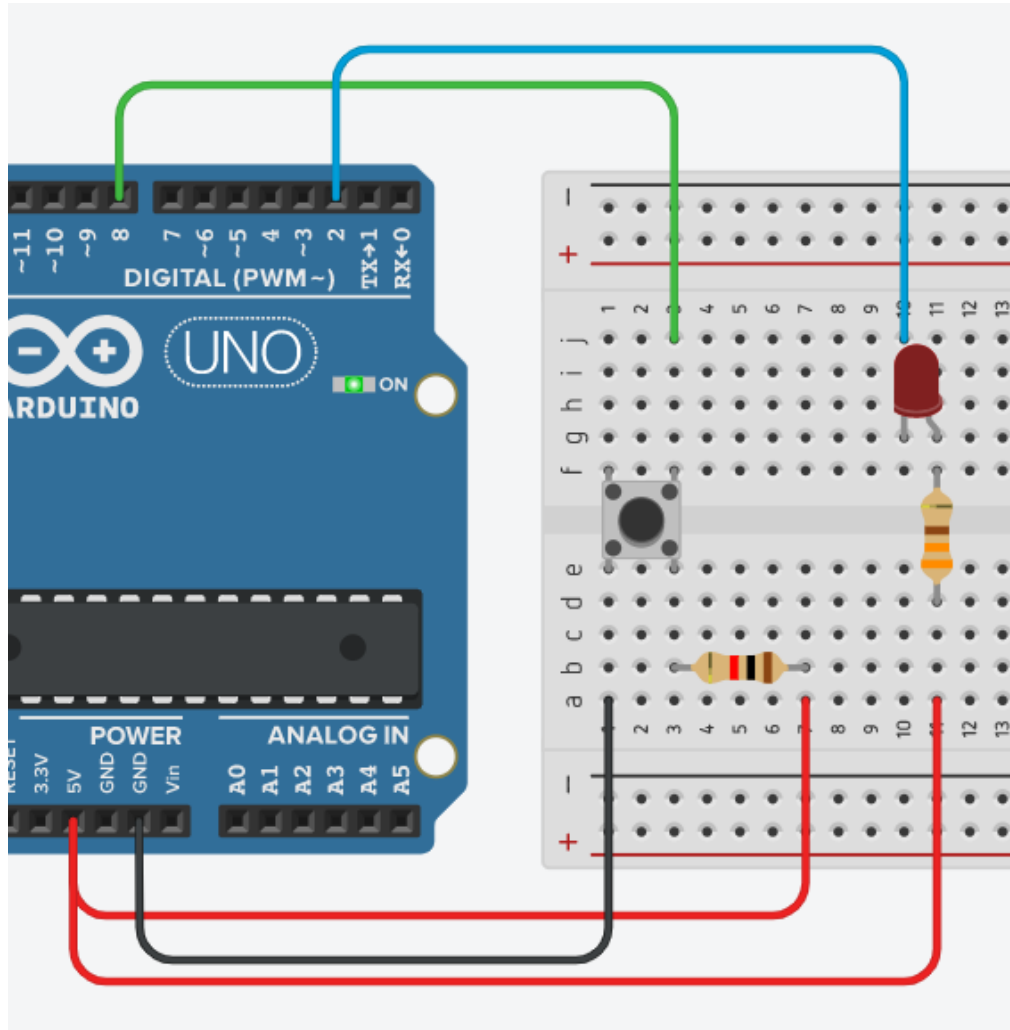 ~11 ~10 ~9 8 7 ~6 ~5 4 ~3 2 TX→1 RX←0
DIGITAL (PWM ~)
UNO
ON
ARDUINO
POWER
ANALOG IN
RESET 3.3V 5V GND GND Vin A0 A1 A2 A3 A4 A5
− +
1 2 3 4 5 6 7 8 9 10 11 12 13
j
i
h
g
f
e
d
c
b
a
1 2 3 4 5 6 7 8 9 10 11 12 13
− +